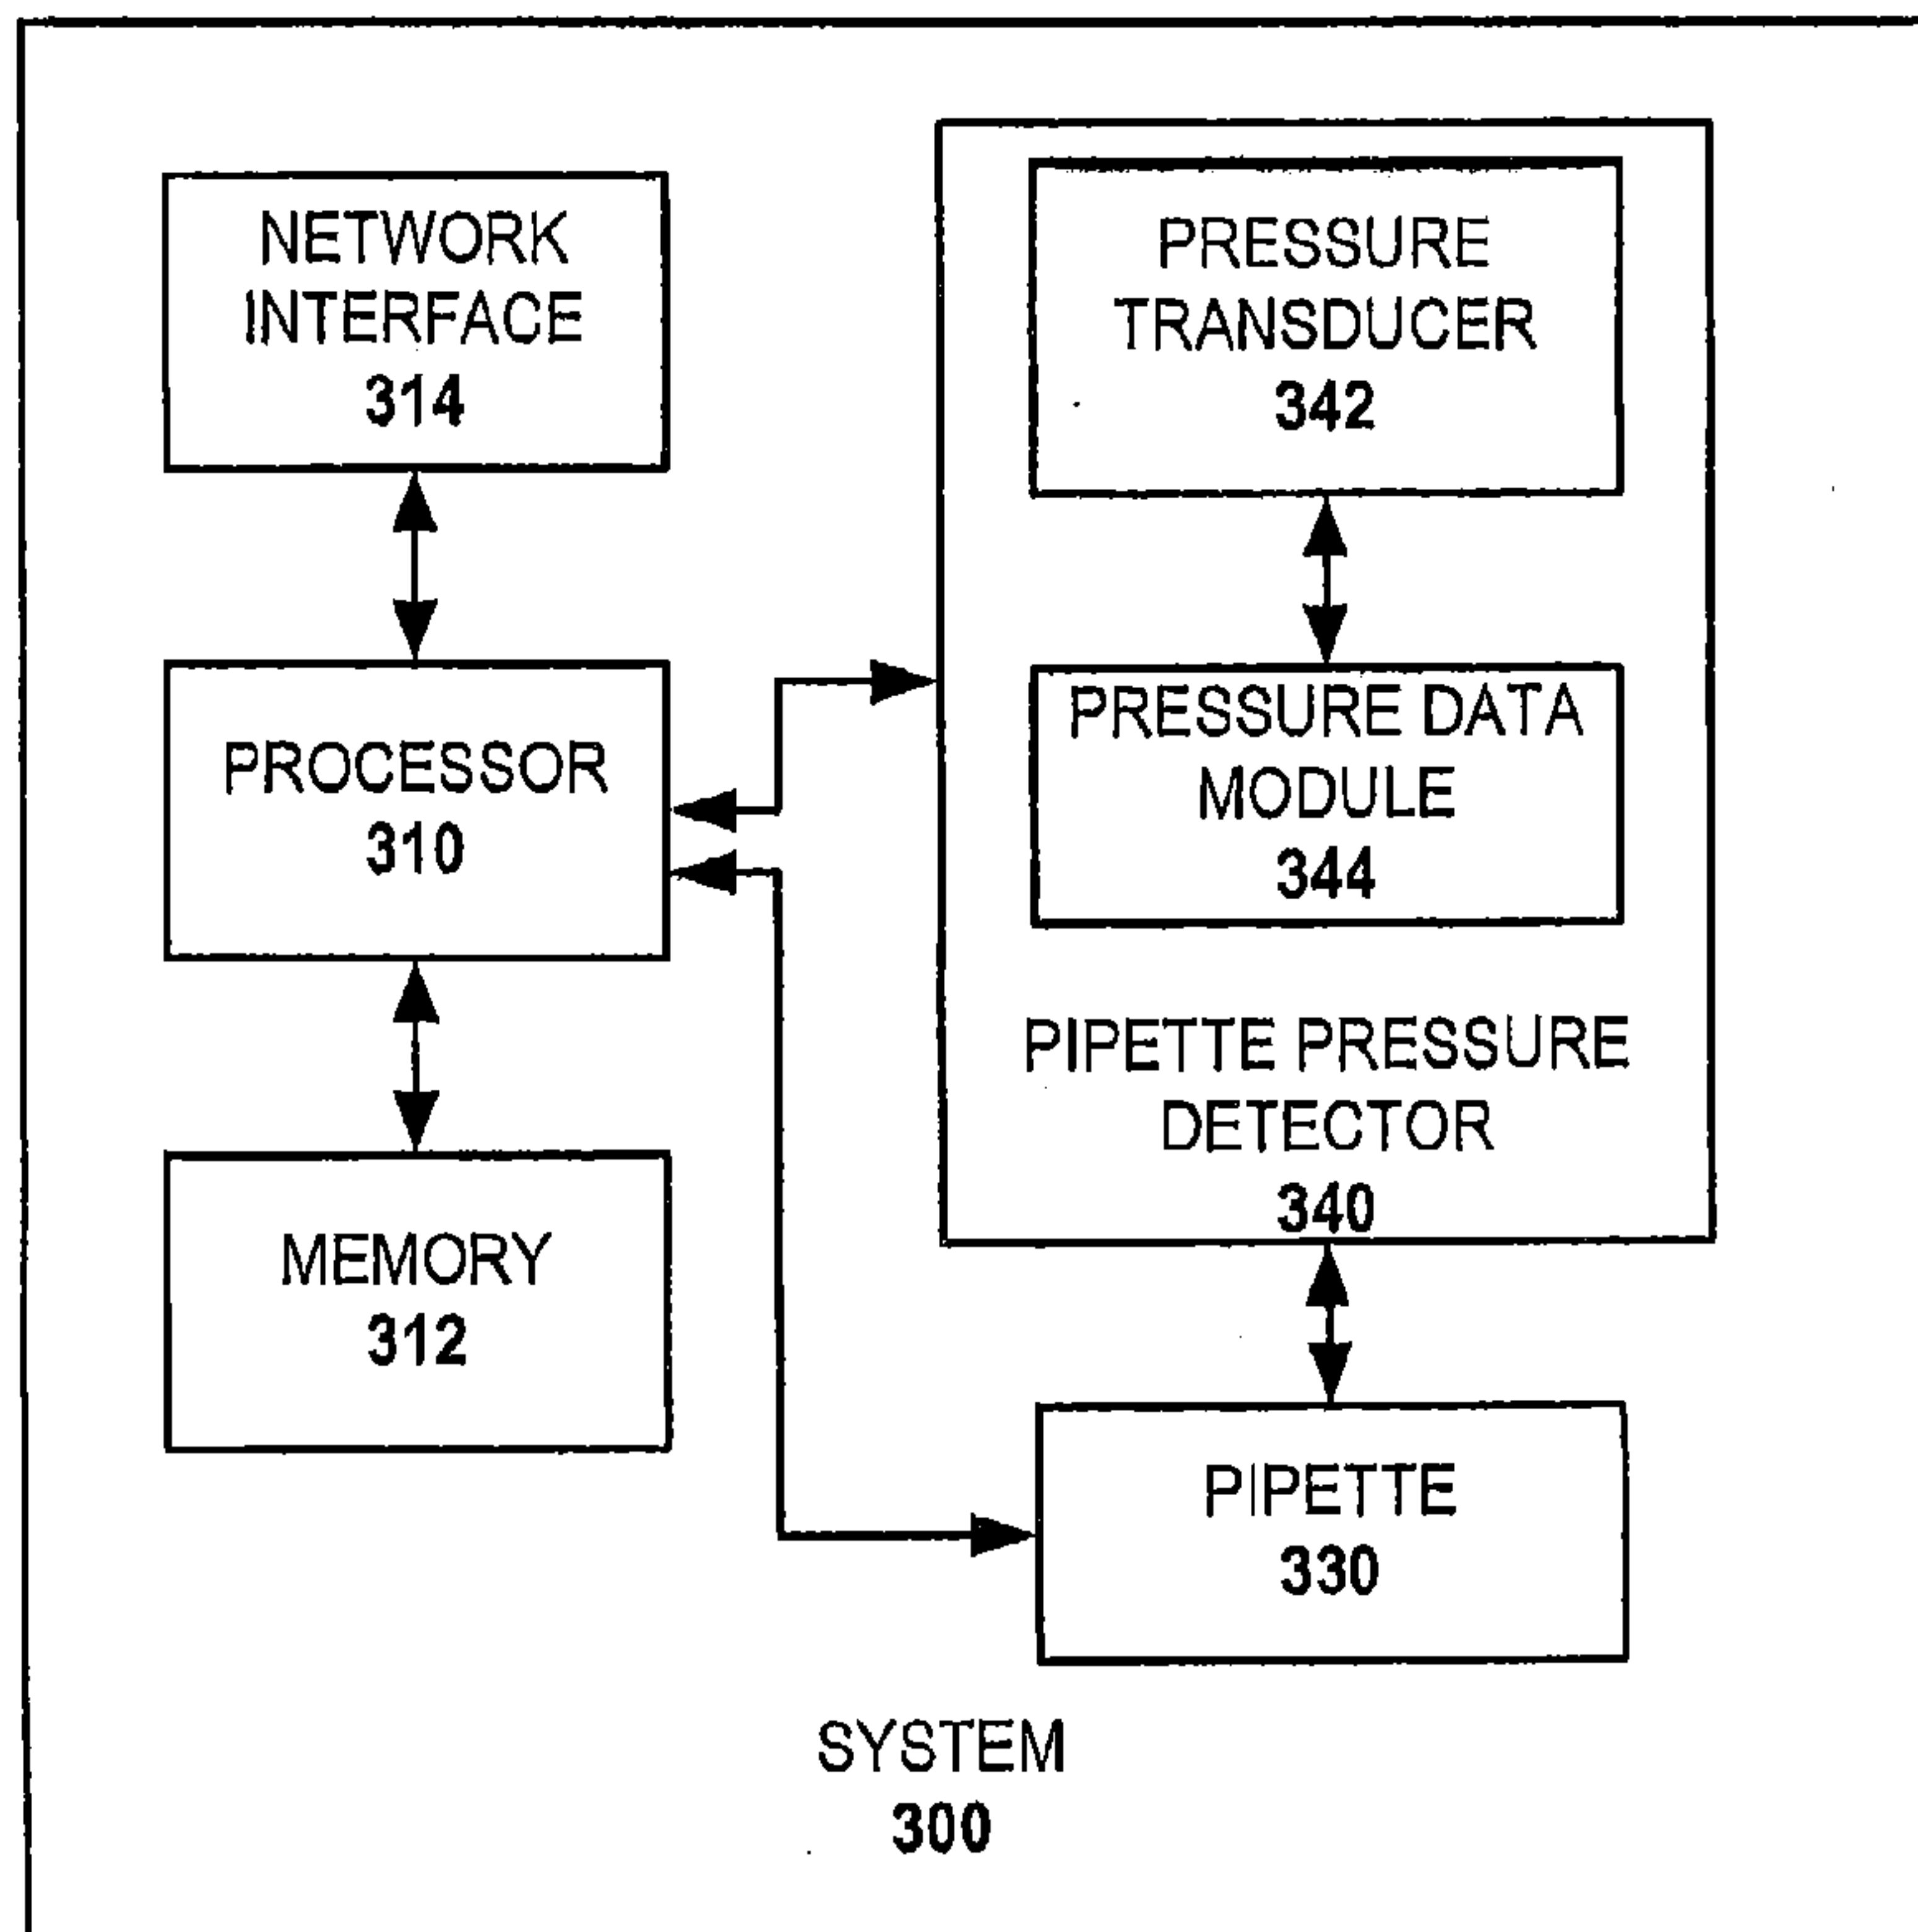 NETWORK
INTERFACE
314
PROCESSOR
310
MEMORY
312
PRESSURE
TRANSDUCER
342
PRESSURE DATA
MODULE
344
PIPETTE PRESSURE
DETECTOR
340
PIPETTE
330
SYSTEM
300